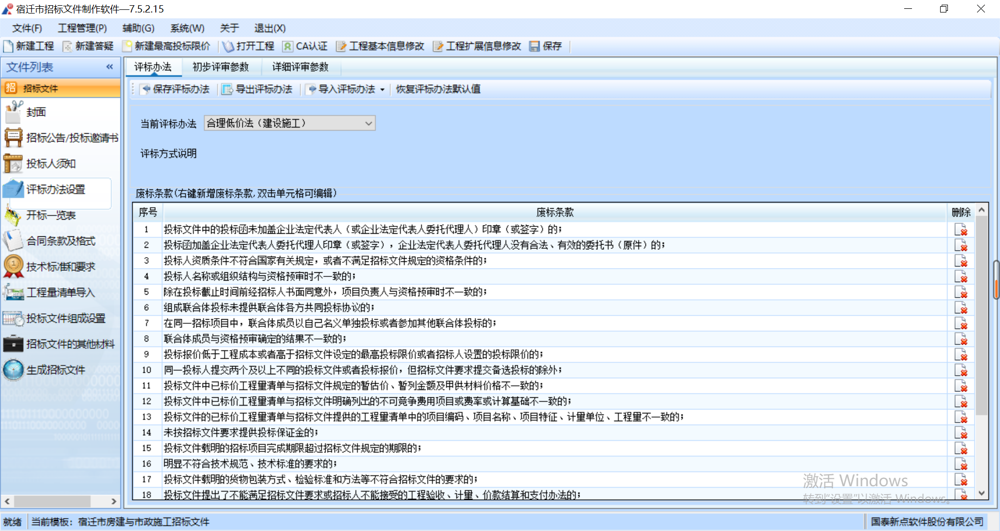 宿迁市招标文件制作软件—7.5.2.15
文件(F) 工程管理(P) 辅助(G) 系统(W) 关于 退出(X)
新建工程 新建答疑 新建最高投标限价 打开工程 CA认证 工程基本信息修改 工程扩展信息修改 保存
文件列表
招标文件
封面
招标公告/投标邀请书
投标人须知
评标办法设置
开标一览表
合同条款及格式
技术标准和要求
工程量清单导入
投标文件组成设置
招标文件的其他材料
生成招标文件
评标办法 初步评审参数 详细评审参数
保存评标办法 导出评标办法 导入评标办法 恢复评标办法默认值
当前评标办法 合理低价法（建设施工）
评标方式说明
废标条款(右键新增废标条款,双击单元格可编辑)
序号 废标条款 删除
1 投标文件中的投标函未加盖企业法定代表人（或企业法定代表人委托代理人）印章（或签字）的；
2 投标函加盖企业法定代表人委托代理人印章（或签字），企业法定代表人委托代理人没有合法、有效的委托书（原件）的；
3 投标人资质条件不符合国家有关规定，或者不满足招标文件规定的资格条件的；
4 投标人名称或组织结构与资格预审时不一致的；
5 除在投标截止时间前经招标人书面同意外，项目负责人与资格预审时不一致的；
6 组成联合体投标未提供联合体各方共同投标协议的；
7 在同一招标项目中，联合体成员以自己名义单独投标或者参加其他联合体投标的；
8 联合体成员与资格预审确定的结果不一致的；
9 投标报价低于工程成本或者高于招标文件设定的最高投标限价或者招标人设置的投标限价的；
10 同一投标人提交两个及以上不同的投标文件或者投标报价，但招标文件要求提交备选投标的除外；
11 投标文件中已标价工程量清单与招标文件规定的暂估价、暂列金额及甲供材料价格不一致的；
12 投标文件中已标价工程量清单与招标文件明确列出的不可竞争费用项目或费率或计算基础不一致的；
13 投标文件的已标价工程量清单与招标文件提供的工程量清单中的项目编码、项目名称、项目特征、计量单位、工程量不一致的；
14 未按招标文件要求提供投标保证金的；
15 投标文件载明的招标项目完成期限超过招标文件规定的期限的；
16 明显不符合技术规范、技术标准的要求的；
17 投标文件载明的货物包装方式、检验标准和方法等不符合招标文件的要求的；
18 投标文件提出了不能满足招标文件要求或招标人不能接受的工程验收、计量、价款结算和支付办法的；
激活 Windows
转到"设置"以激活 Windows。
就绪 当前模板：宿迁市房建与市政施工招标文件 国泰新点软件股份有限公司